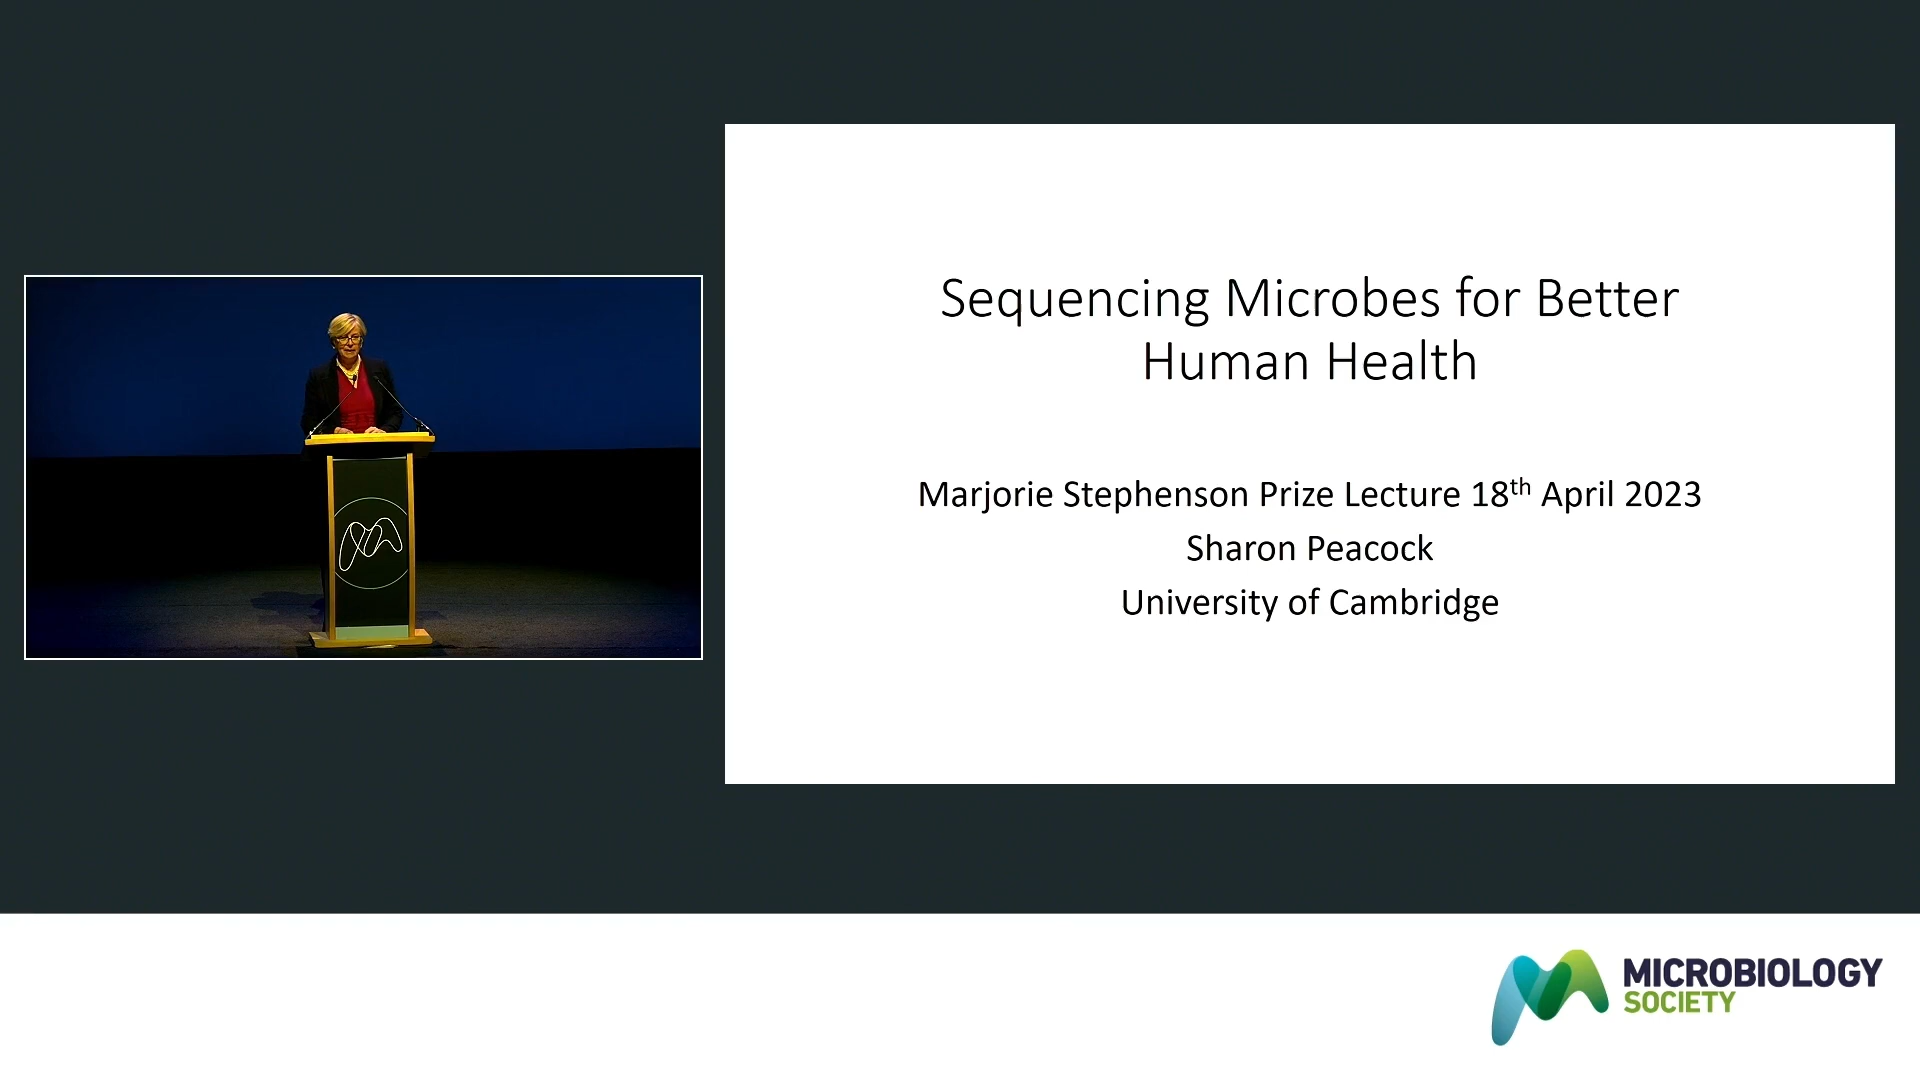 Sequencing Microbes for Better
Human Health
Marjorie Stephenson Prize Lecture 18th April 2023
Sharon Peacock
University of Cambridge
MICROBIOLOGY
SOCIETY